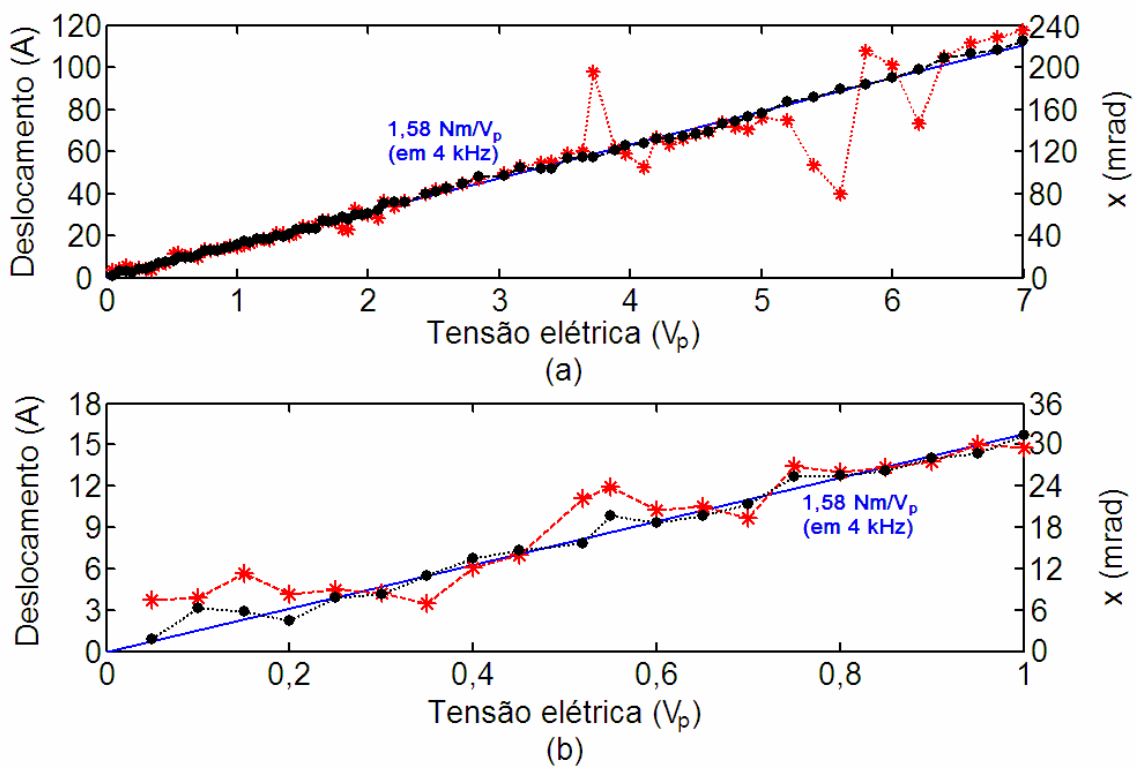 120
100
80
60
40
20
0
Deslocamento (A)
240
200
160
120
80
40
0
x (mrad)
1,58 Nm/Vp
(em 4 kHz)
0 1 2 3 4 5 6 7
Tensão elétrica (Vp)
(a)
18
15
12
9
6
3
0
Deslocamento (A)
36
30
24
18
12
6
0
x (mrad)
1,58 Nm/Vp
(em 4 kHz)
0 0,2 0,4 0,6 0,8 1
Tensão elétrica (Vp)
(b)